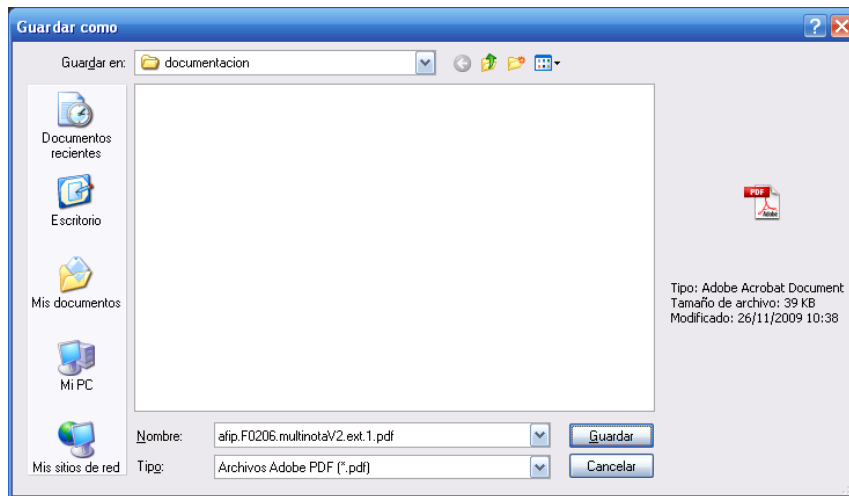 Guardar como
Guardar en:
documentacion
Documentos
recientes
Escritorio
Mis documentos
Mi PC
Mis sitios de red
PDF
Adobe
Tipo: Adobe Acrobat Document
Tamaño de archivo: 39 KB
Modificado: 26/11/2009 10:38
Nombre:
afip.F0206.multinotaV2.ext.1.pdf
Guardar
Tipo:
Archivos Adobe PDF (*.pdf)
Cancelar